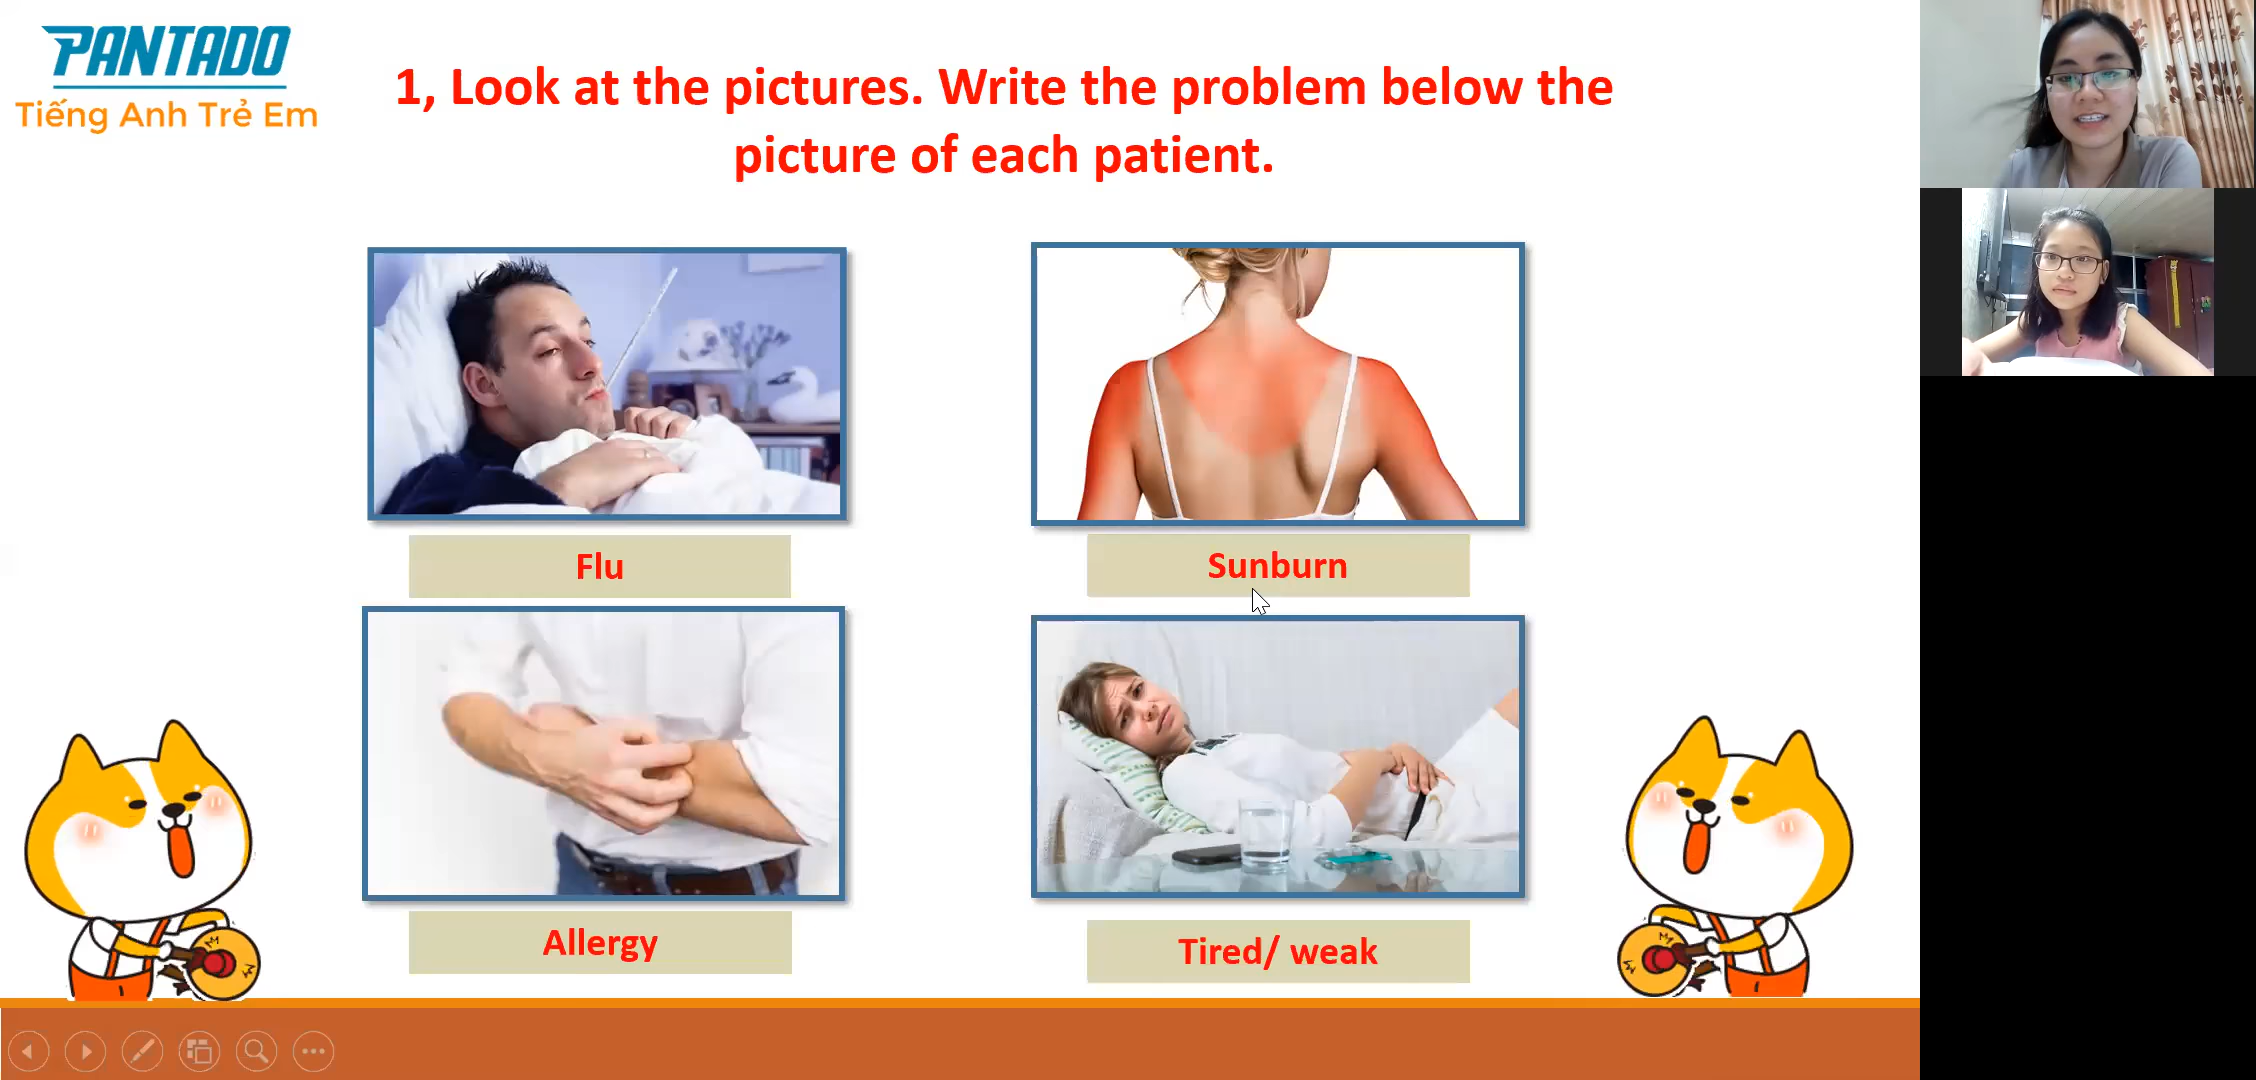 PANTADO
Tiếng Anh Trẻ Em
1, Look at the pictures. Write the problem below the
picture of each patient.
Flu
Sunburn
Allergy
Tired/ weak